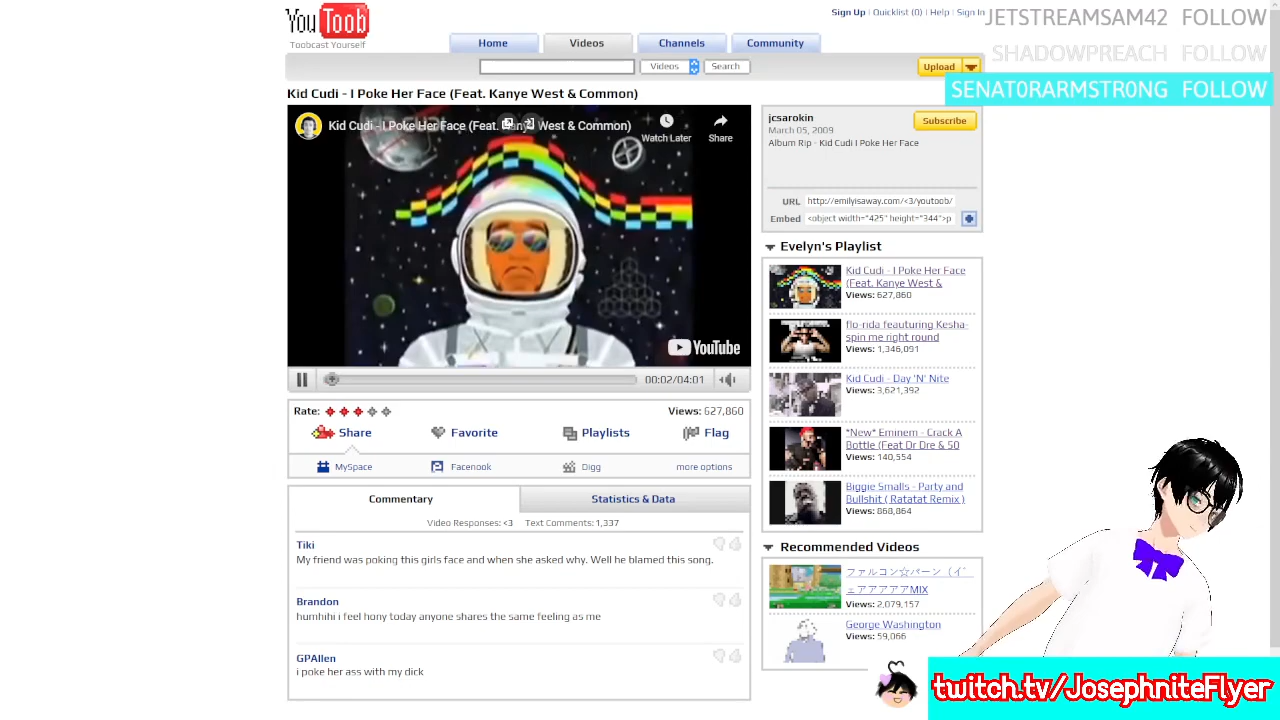 You Toob
Toobcast Yourself
Sign Up | Quicklist (0) | Help | Sign In
JETSTREAMSAM42 FOLLOW
SHADOWPREACH FOLLOW
SENAT0RARMSTR0NG FOLLOW
Home
Videos
Channels
Community
Videos
Search
Upload
Kid Cudi - I Poke Her Face (Feat. Kanye West & Common)
Kid Cudi - I Poke Her Face (Feat. Kanye West & Common)
Watch Later
Share
YouTube
00:02/04:01
Rate:
Views: 627,860
Share
Favorite
Playlists
Flag
MySpace
Facenook
Digg
more options
Commentary
Statistics & Data
Video Responses: <3 Text Comments: 1,337
Tiki
My friend was poking this girls face and when she asked why. Well he blamed this song.
Brandon
humhihi i feel hony today anyone shares the same feeling as me
GPAllen
i poke her ass with my dick
jcsarokin
Subscribe
March 05, 2009
Album Rip - Kid Cudi I Poke Her Face
URL http://emilyisaway.com/<3/youtoob/
Embed <object width="425" height="344">p
Evelyn's Playlist
Kid Cudi - I Poke Her Face
(Feat. Kanye West &
Views: 627,860
flo-rida feauturing Kesha-
spin me right round
Views: 1,346,091
Kid Cudi - Day 'N' Nite
Views: 3,621,392
*New* Eminem - Crack A
Bottle (Feat Dr Dre & 50
Views: 140,554
Biggie Smalls - Party and
Bullshit ( Ratatat Remix )
Views: 868,864
Recommended Videos
ファルコン☆パーン（イ゛
ェアアアアアMIX
Views: 2,079,157
George Washington
Views: 59,066
twitch.tv/JosephniteFlyer